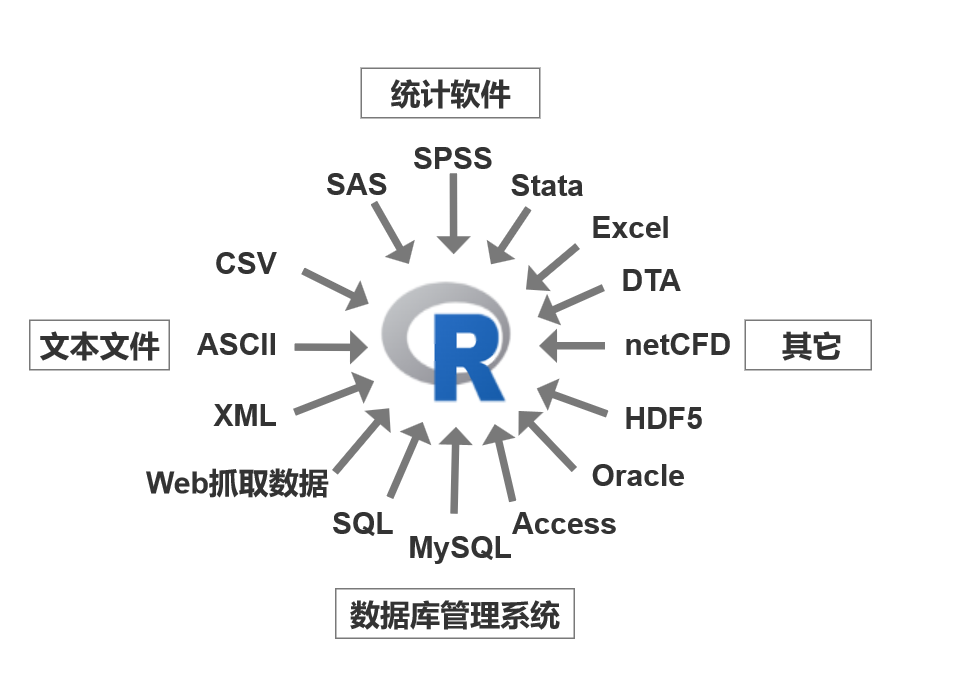 统计软件
SPSS
SAS
Stata
Excel
CSV
DTA
文本文件
ASCII
netCFD
其它
XML
HDF5
Web抓取数据
Oracle
SQL
Access
MySQL
数据库管理系统
R